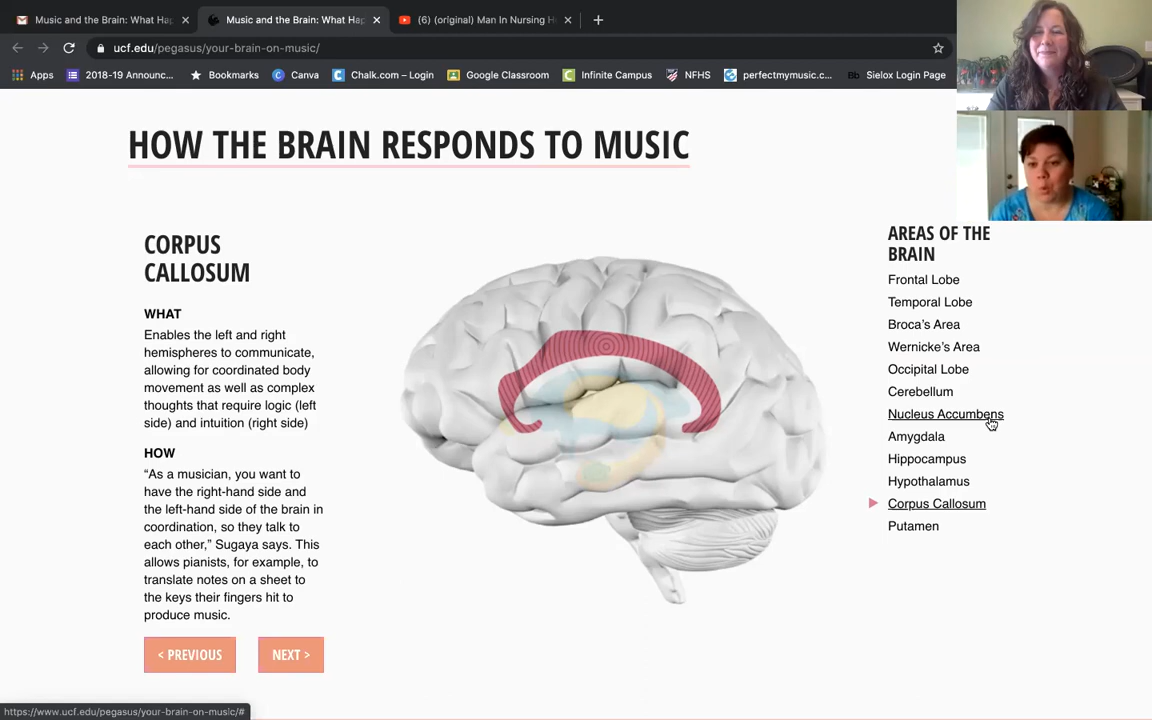 Music and the Brain: What Hap
Music and the Brain: What Hap
(6) (original) Man In Nursing H
ucf.edu/pegasus/your-brain-on-music/
Apps
2018-19 Announc...
Bookmarks
Canva
Chalk.com – Login
Google Classroom
Infinite Campus
NFHS
perfectmymusic.c...
Sielox Login Page
HOW THE BRAIN RESPONDS TO MUSIC
CORPUS
CALLOSUM
WHAT
Enables the left and right
hemispheres to communicate,
allowing for coordinated body
movement as well as complex
thoughts that require logic (left
side) and intuition (right side)
HOW
“As a musician, you want to
have the right-hand side and
the left-hand side of the brain in
coordination, so they talk to
each other,” Sugaya says. This
allows pianists, for example, to
translate notes on a sheet to
the keys their fingers hit to
produce music.
< PREVIOUS
NEXT >
AREAS OF THE
BRAIN
Frontal Lobe
Temporal Lobe
Broca’s Area
Wernicke’s Area
Occipital Lobe
Cerebellum
Nucleus Accumbens
Amygdala
Hippocampus
Hypothalamus
Corpus Callosum
Putamen
https://www.ucf.edu/pegasus/your-brain-on-music/#